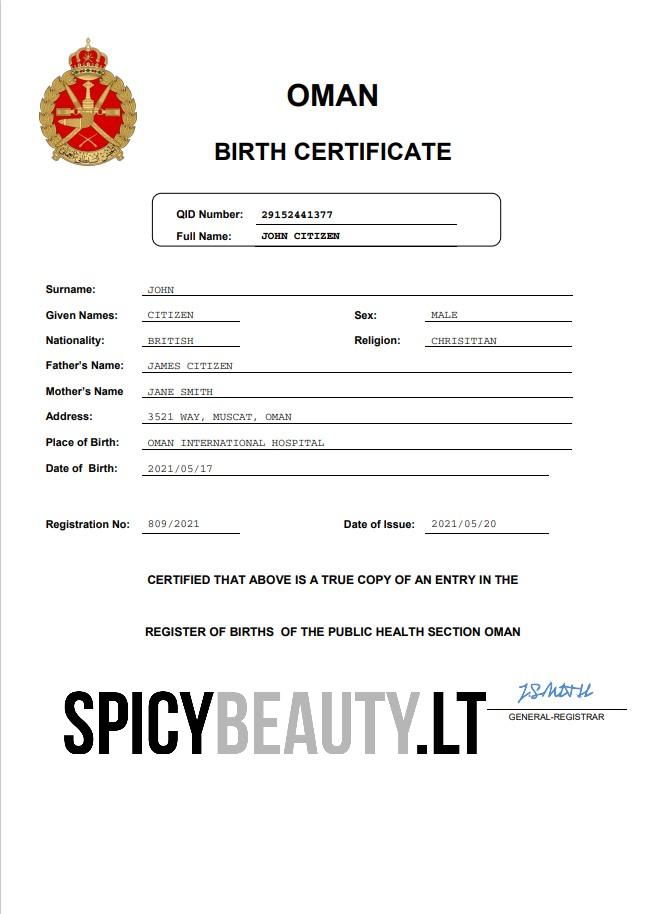 OMAN
BIRTH CERTIFICATE
QID Number: 29152441377
Full Name: JOHN CITIZEN
Surname: JOHN
Given Names: CITIZEN Sex: MALE
Nationality: BRITISH Religion: CHRISITIAN
Father's Name: JAMES CITIZEN
Mother's Name JANE SMITH
Address: 3521 WAY, MUSCAT, OMAN
Place of Birth: OMAN INTERNATIONAL HOSPITAL
Date of Birth: 2021/05/17
Registration No: 809/2021 Date of Issue: 2021/05/20
CERTIFIED THAT ABOVE IS A TRUE COPY OF AN ENTRY IN THE
REGISTER OF BIRTHS OF THE PUBLIC HEALTH SECTION OMAN
SPICYBEAUTY.LT
GENERAL-REGISTRAR